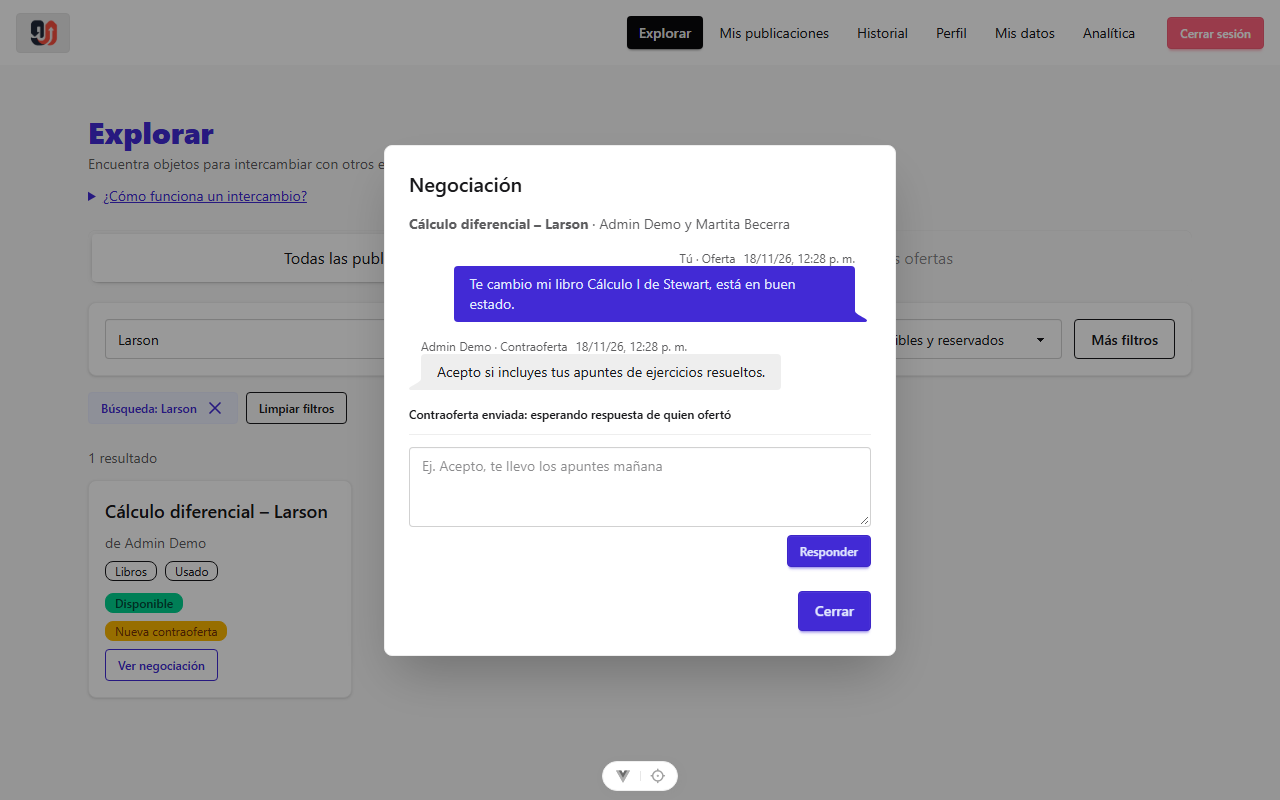 Explorar
Mis publicaciones
Historial
Perfil
Mis datos
Analítica
Cerrar sesión
Explorar
Encuentra objetos para intercambiar con otros e
¿Cómo funciona un intercambio?
Todas las publ
s ofertas
Larson
ibles y reservados
Más filtros
Búsqueda: Larson
Limpiar filtros
1 resultado
Cálculo diferencial – Larson
de Admin Demo
Libros
Usado
Disponible
Nueva contraoferta
Ver negociación
Negociación
Cálculo diferencial – Larson · Admin Demo y Martita Becerra
Tú · Oferta 18/11/26, 12:28 p. m.
Te cambio mi libro Cálculo I de Stewart, está en buen
estado.
Admin Demo · Contraoferta 18/11/26, 12:28 p. m.
Acepto si incluyes tus apuntes de ejercicios resueltos.
Contraoferta enviada: esperando respuesta de quien ofertó
Ej. Acepto, te llevo los apuntes mañana
Responder
Cerrar